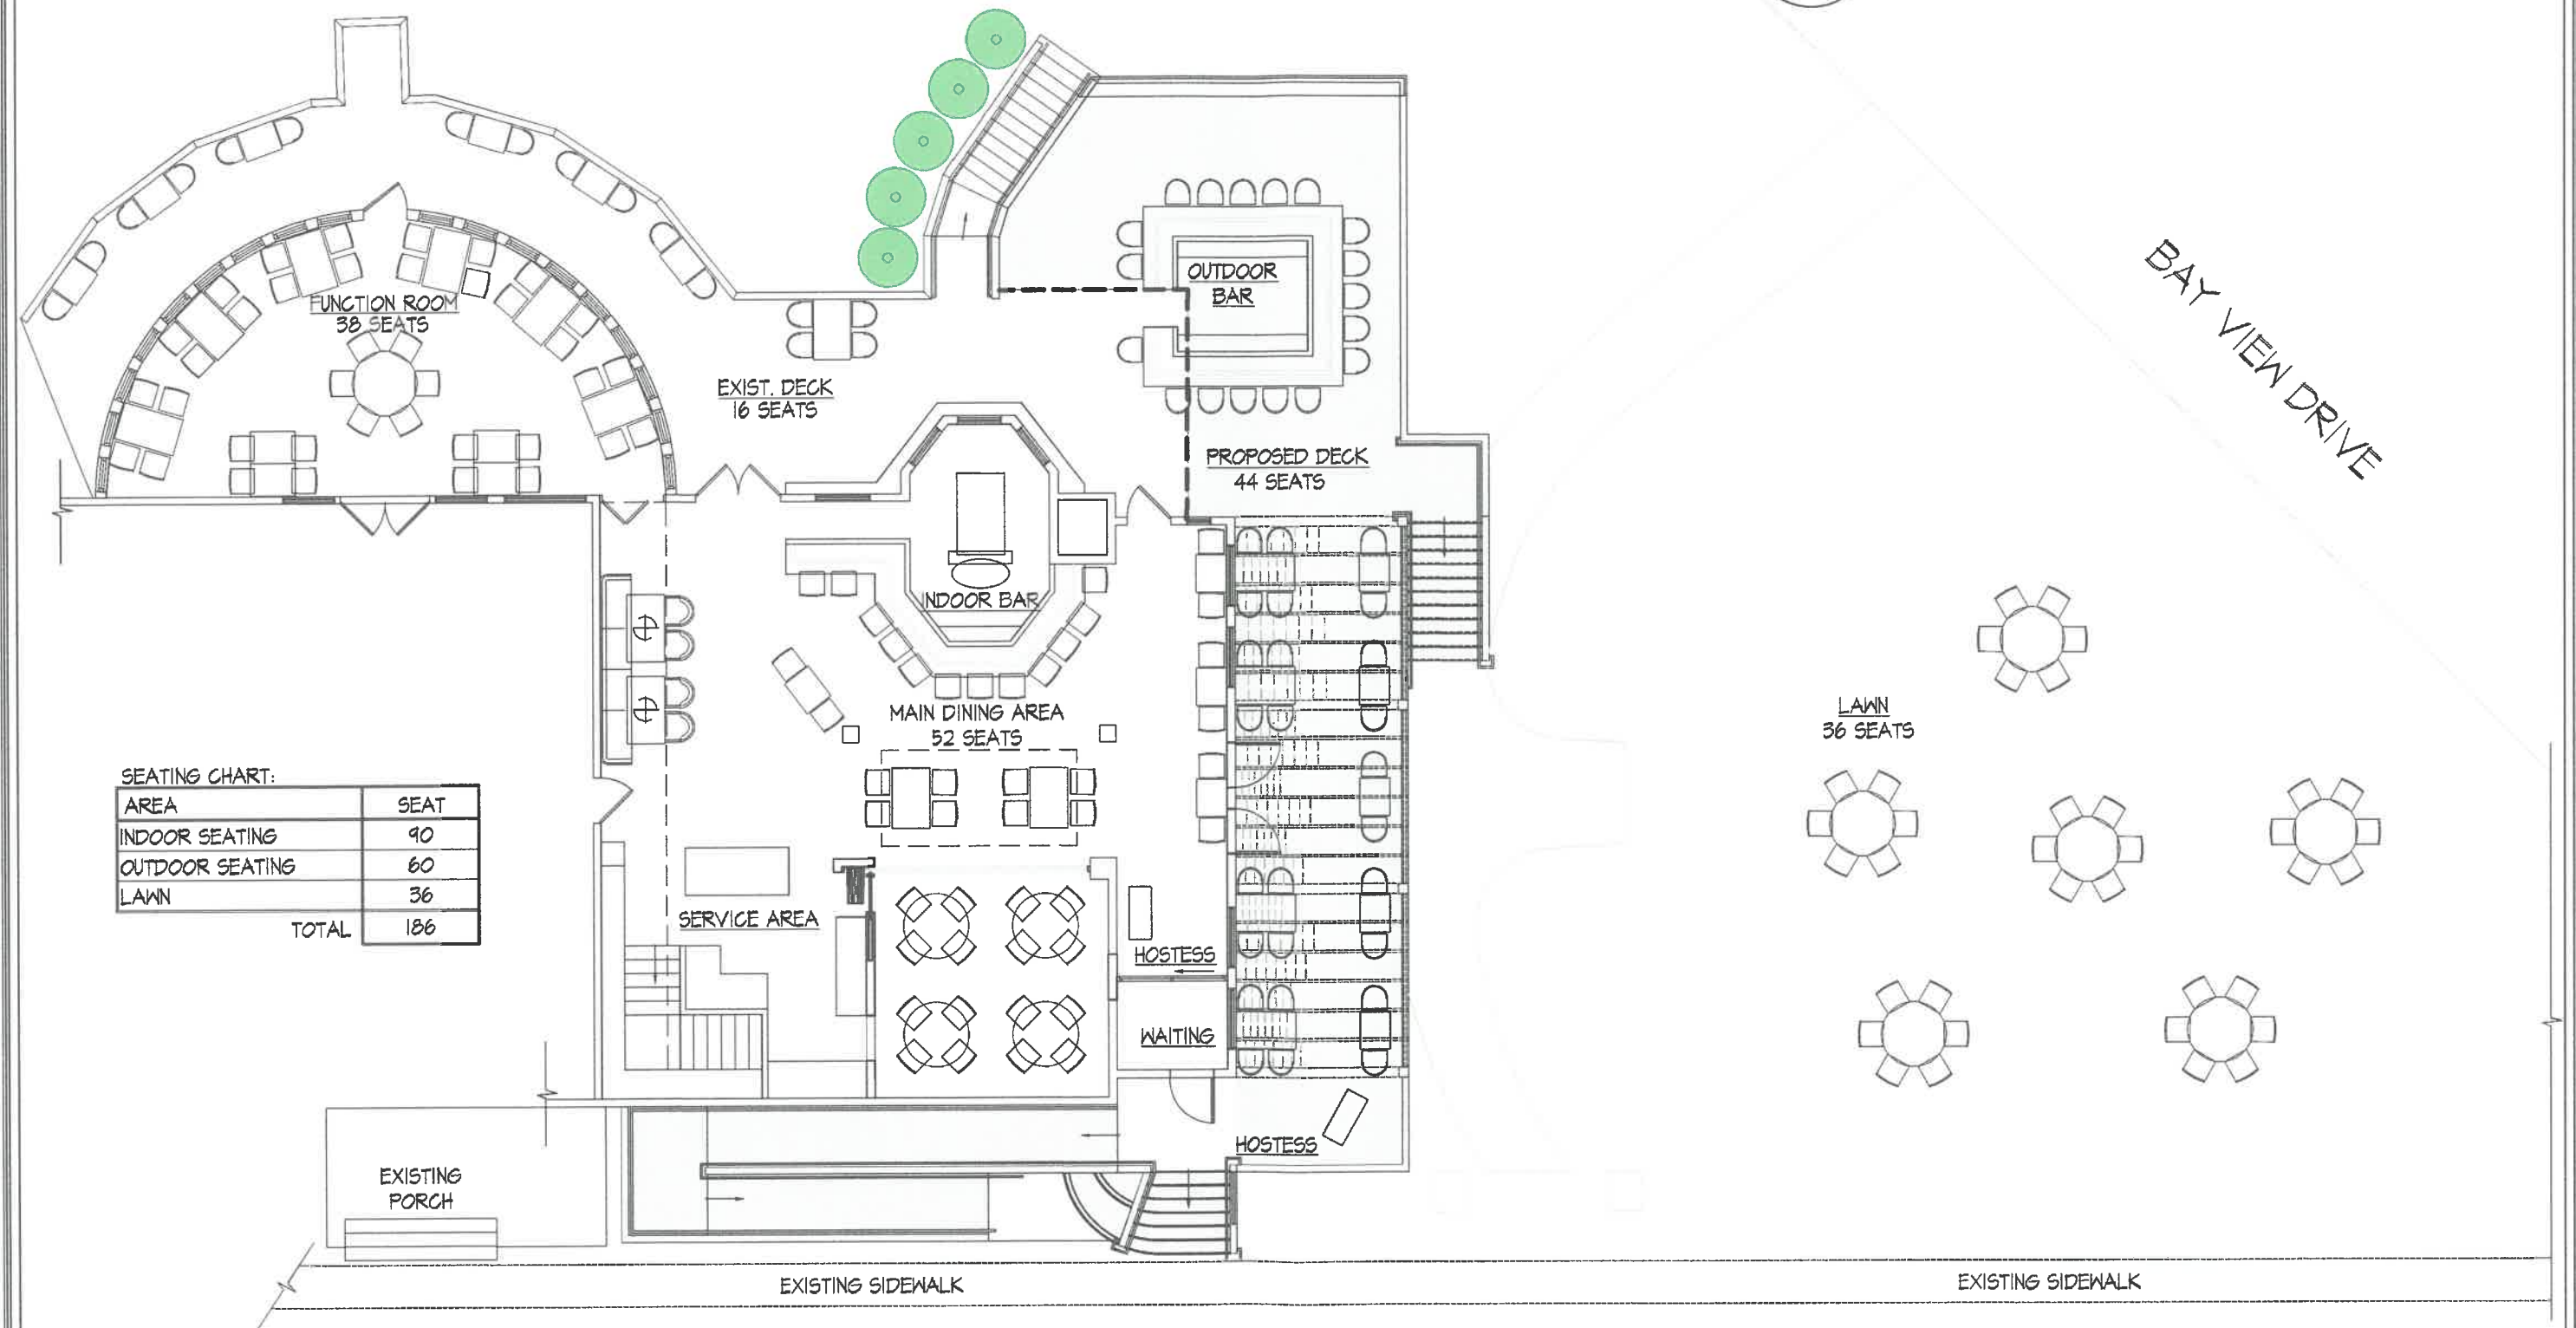 FUNCTION ROOM
38 SEATS
OUTDOOR
BAR
BAY VIEW DRIVE
EXIST. DECK
16 SEATS
PROPOSED DECK
44 SEATS
INDOOR BAR
MAIN DINING AREA
52 SEATS
LAWN
36 SEATS
SEATING CHART:
AREA SEAT
INDOOR SEATING 90
OUTDOOR SEATING 60
LAWN 36
TOTAL 186
SERVICE AREA
HOSTESS
WAITING
HOSTESS
EXISTING
PORCH
EXISTING SIDEWALK
EXISTING SIDEWALK